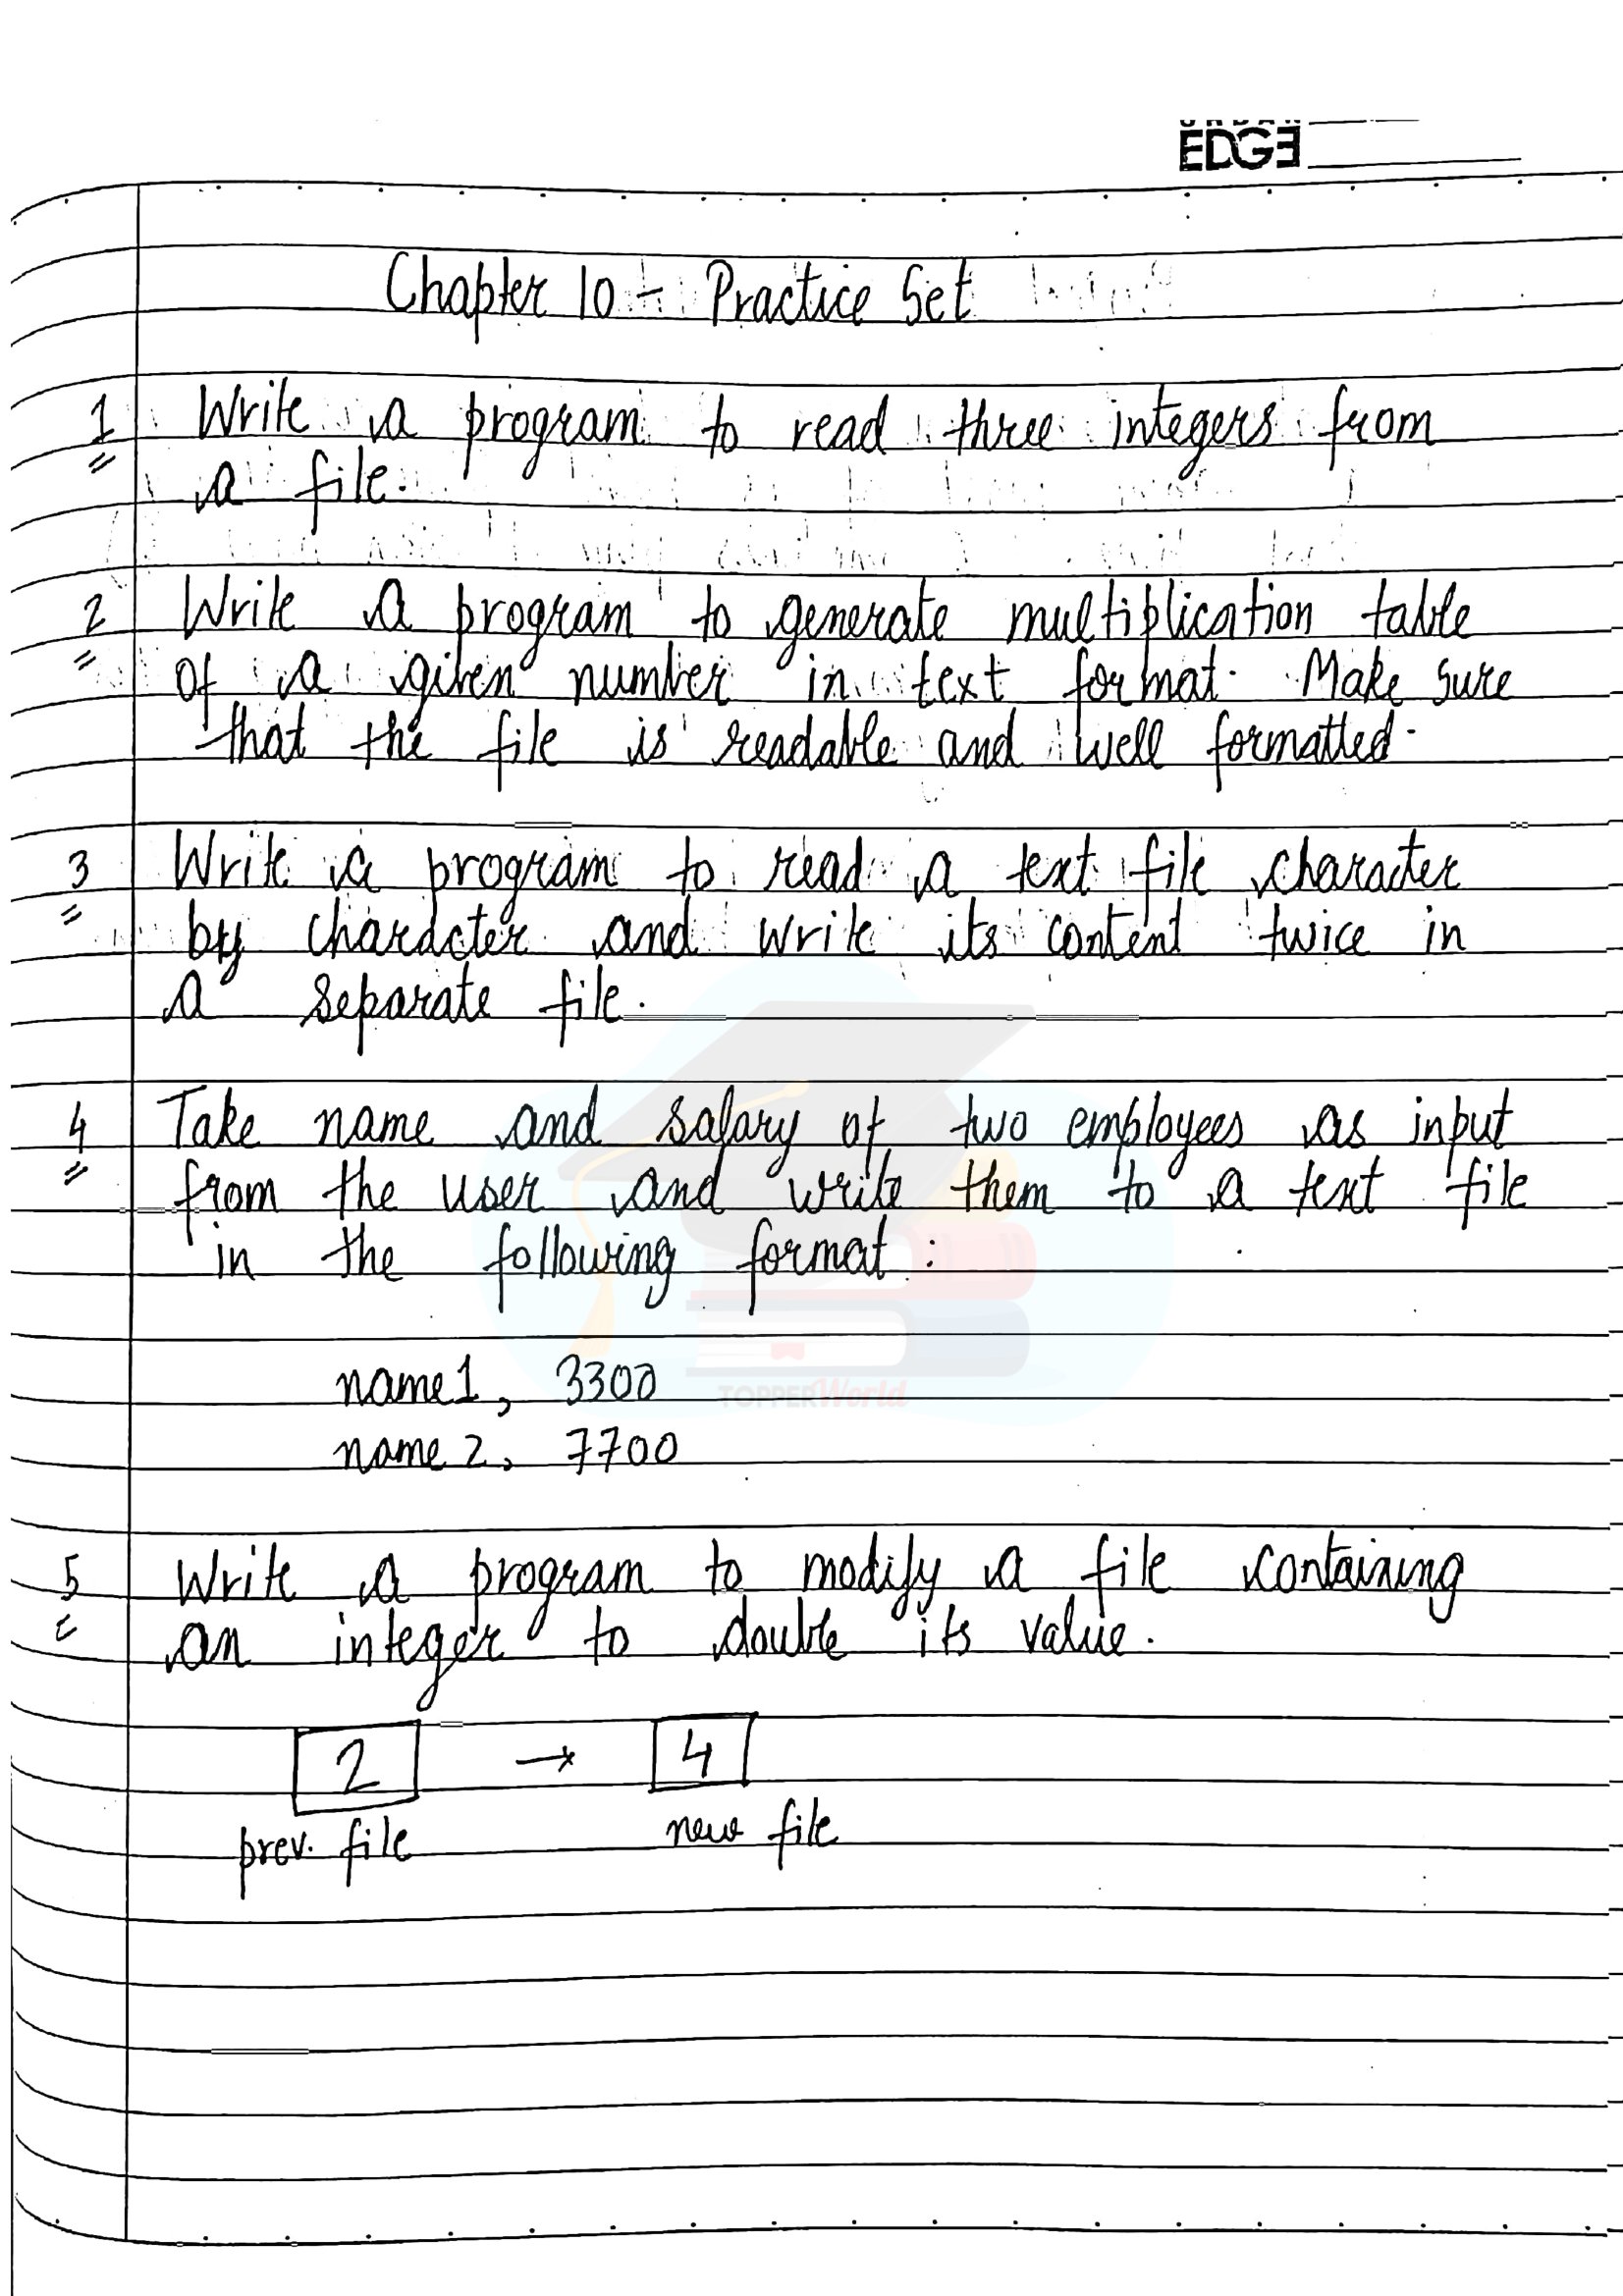 EDGE
Chapter 10 - Practice Set
1 Write a program to read three integers from
a file.
2 Write a program to generate multiplication table
of a given number in text format. Make sure
that the file is readable and well formatted.
3 Write a program to read a text file character
by character and write its content twice in
a separate file.
4 Take name and salary of two employees as input
from the user and write them to a text file
in the following format :
name1, 3300
TOPPERWorld
name2, 7700
5 Write a program to modify a file containing
an integer to double its value.
2 → 4
prev. file new file